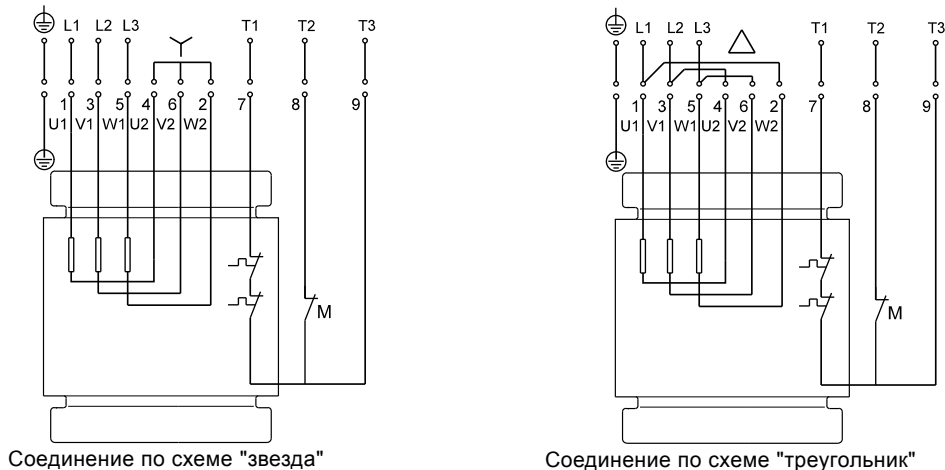 L1 L2 L3 T1 T2 T3
1 3 5 4 6 2 7 8 9
U1 V1 W1 U2 V2 W2
M
Соединение по схеме "звезда"
L1 L2 L3 T1 T2 T3
1 3 5 4 6 2 7 8 9
U1 V1 W1 U2 V2 W2
M
Соединение по схеме "треугольник"